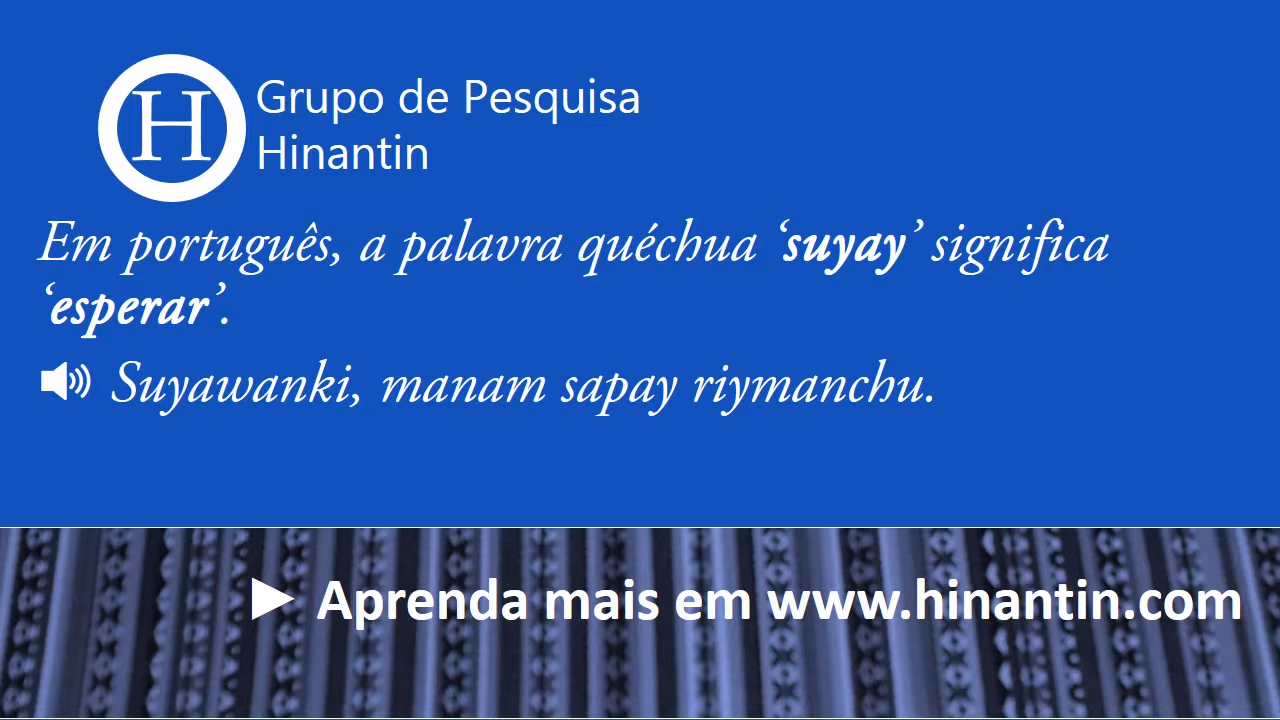 H
Grupo de Pesquisa
Hinantin
Em português, a palavra quéchua ‘suyay’ significa
‘esperar’.
Suyawanki, manam sapay riymanchu.
► Aprenda mais em www.hinantin.com